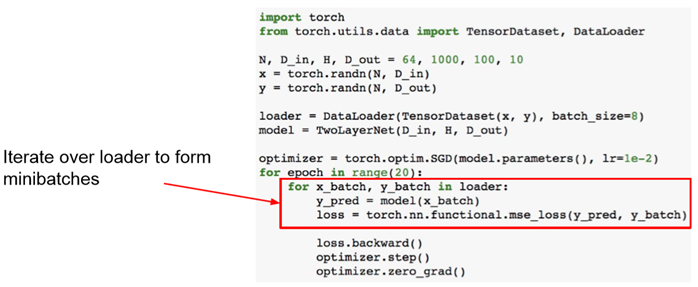 import torch
from torch.utils.data import TensorDataset, DataLoader
N, D_in, H, D_out = 64, 1000, 100, 10
x = torch.randn(N, D_in)
y = torch.randn(N, D_out)
loader = DataLoader(TensorDataset(x, y), batch_size=8)
model = TwoLayerNet(D_in, H, D_out)
optimizer = torch.optim.SGD(model.parameters(), lr=1e-2)
for epoch in range(20):
    for x_batch, y_batch in loader:
        y_pred = model(x_batch)
        loss = torch.nn.functional.mse_loss(y_pred, y_batch)
        loss.backward()
        optimizer.step()
        optimizer.zero_grad()
Iterate over loader to form
minibatches